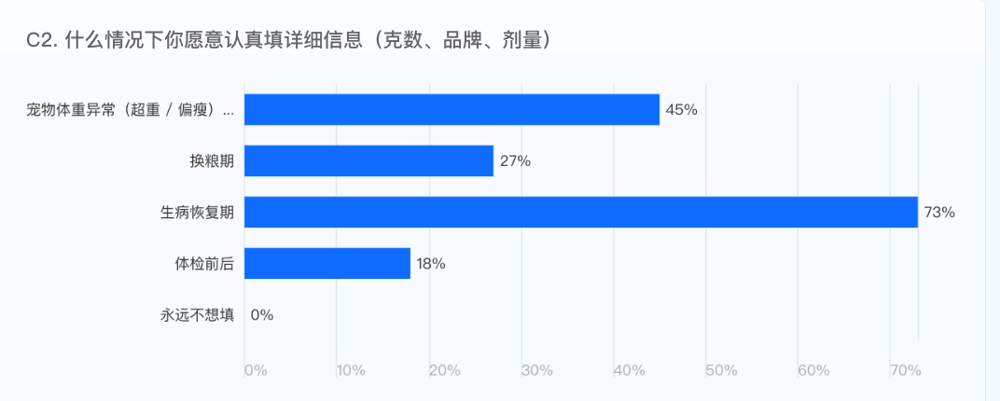 C2. 什么情况下你愿意认真填详细信息（克数、品牌、剂量）
宠物体重异常（超重 / 偏瘦）... 45%
换粮期 27%
生病恢复期 73%
体检前后 18%
永远不想填 0%
0% 10% 20% 30% 40% 50% 60% 70%